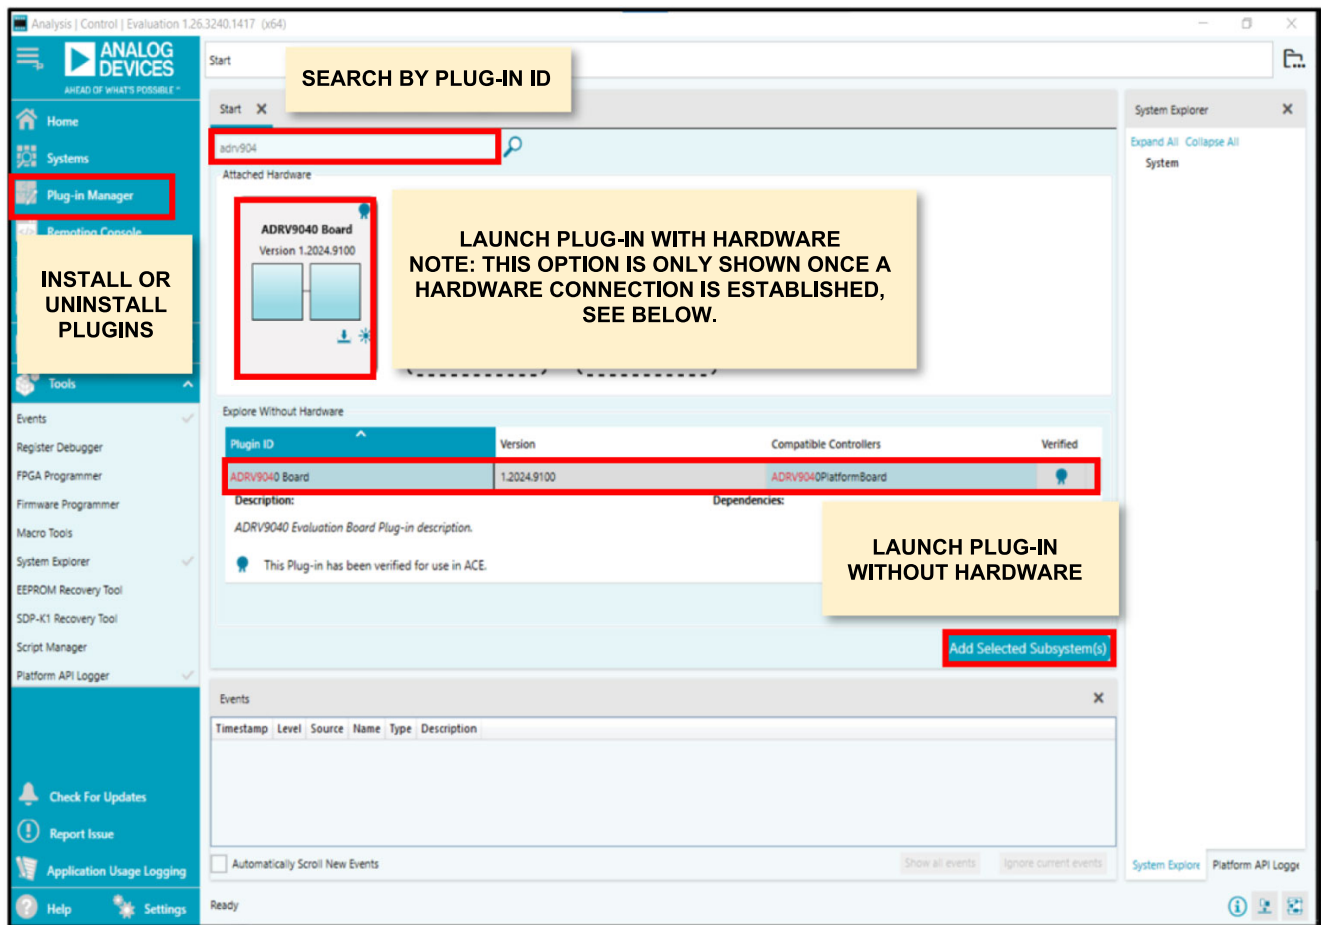 Analysis | Control | Evaluation 1.26.3240.1417 (x64)
ANALOG
DEVICES
AHEAD OF WHAT'S POSSIBLE™
Start
SEARCH BY PLUG-IN ID
Home
Systems
Plug-in Manager
Remoting Console
INSTALL OR
UNINSTALL
PLUGINS
Tools
Events
Register Debugger
FPGA Programmer
Firmware Programmer
Macro Tools
System Explorer
EEPROM Recovery Tool
SDP-K1 Recovery Tool
Script Manager
Platform API Logger
Check For Updates
Report Issue
Application Usage Logging
Help
Settings
Start
adrv904
Attached Hardware
ADRV9040 Board
Version 1.2024.9100
LAUNCH PLUG-IN WITH HARDWARE
NOTE: THIS OPTION IS ONLY SHOWN ONCE A
HARDWARE CONNECTION IS ESTABLISHED,
SEE BELOW.
Explore Without Hardware
Plugin ID Version Compatible Controllers Verified
ADRV9040 Board 1.2024.9100 ADRV9040PlatformBoard
Description: Dependencies:
ADRV9040 Evaluation Board Plug-in description.
This Plug-in has been verified for use in ACE.
LAUNCH PLUG-IN
WITHOUT HARDWARE
Add Selected Subsystem(s)
Events
Timestamp Level Source Name Type Description
Automatically Scroll New Events
Show all events
Ignore current events
Ready
System Explorer
Expand All Collapse All
System
System Explore
Platform API Logge